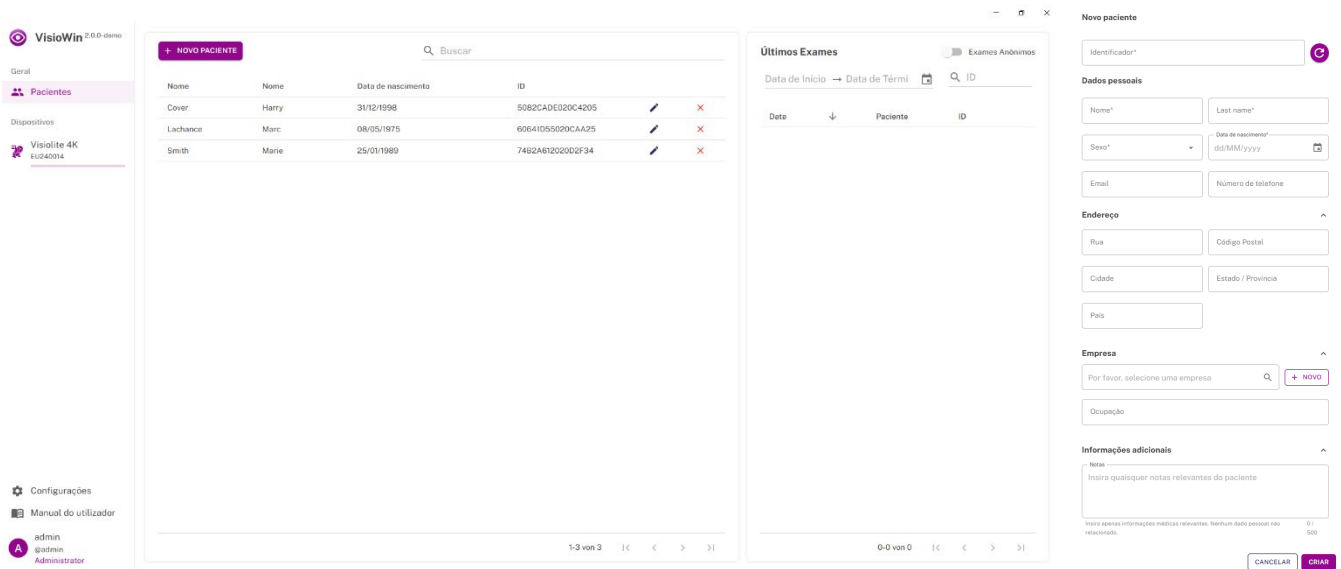 VisioWin 2.0.0-demo
Geral
Pacientes
Dispositivos
Visiolite 4K
EU240014
Configurações
Manual do utilizador
A
admin
@admin
Administrator
+ NOVO PACIENTE
Buscar
Nome Nome Data de nascimento ID
Cover Harry 31/12/1998 5082CADE020C4205
Lachance Marc 08/05/1975 60641D55020CAA25
Smith Marie 25/01/1989 74B2A612020D2F34
1-3 von 3
Últimos Exames
Exames Anônimos
Data de Início → Data de Térmi
ID
Data Paciente ID
0-0 von 0
Novo paciente
Identificador*
Dados pessoais
Nome* Last name*
Sexo* Data de nascimento*
dd/MM/yyyy
Email Número de telefone
Endereço
Rua Código Postal
Cidade Estado / Provincia
País
Empresa
Por favor, selecione uma empresa
+ NOVO
Ocupação
Informações adicionais
Notas
Insira quaisquer notas relevantes do paciente
Insira apenas informações médicas relevantes. Nenhum dado pessoal não 0 /
relacionado. 500
CANCELAR CRIAR